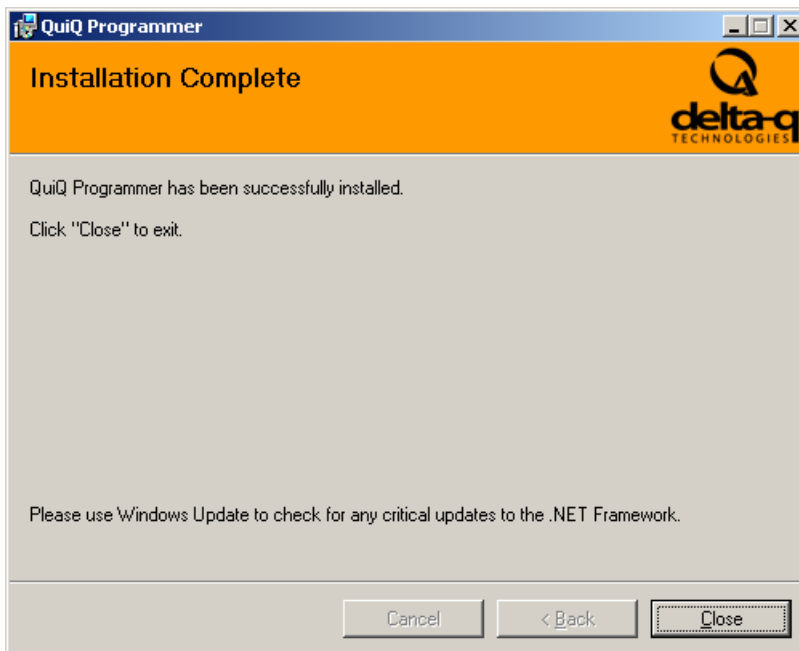 QuiQ Programmer
Installation Complete
delta-q
TECHNOLOGIES
QuiQ Programmer has been successfully installed.
Click "Close" to exit.
Please use Windows Update to check for any critical updates to the .NET Framework.
Cancel
< Back
Close